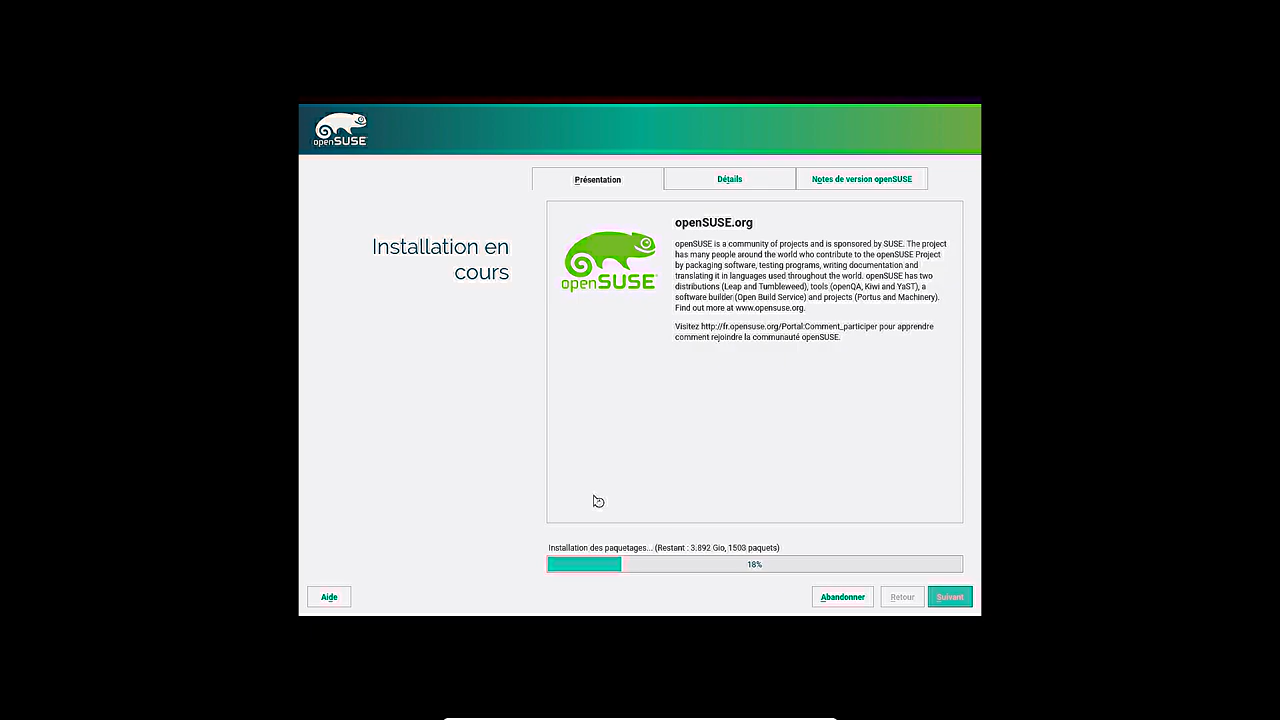 openSUSE
Présentation
Détails
Notes de version openSUSE
Installation en
cours
openSUSE
openSUSE.org
openSUSE is a community of projects and is sponsored by SUSE. The project
has many people around the world who contribute to the openSUSE Project
by packaging software, testing programs, writing documentation and
translating it in languages used throughout the world. openSUSE has two
distributions (Leap and Tumbleweed), tools (openQA, Kiwi and YaST), a
software builder (Open Build Service) and projects (Portus and Machinery).
Find out more at www.opensuse.org.
Visitez http://fr.opensuse.org/Portal:Comment_participer pour apprendre
comment rejoindre la communauté openSUSE.
Installation des paquetages... (Restant : 3.892 Gio, 1503 paquets)
18%
Aide
Abandonner
Retour
Suivant